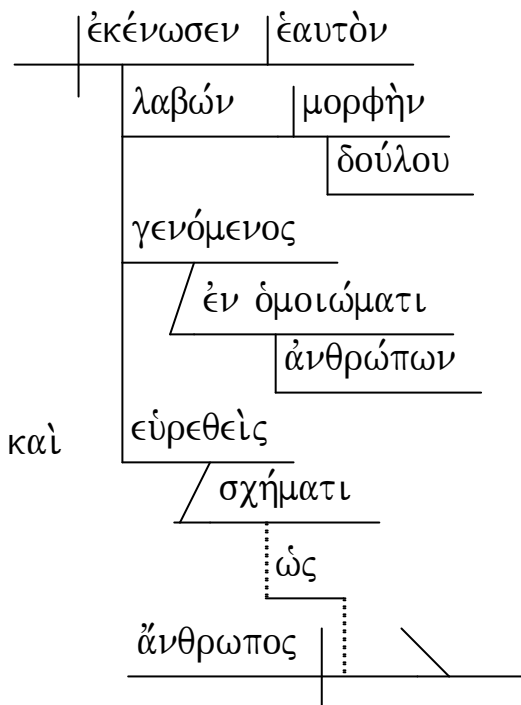 ἐκένωσεν ἑαυτὸν
λαβών μορφὴν
δούλου
γενόμενος
ἐν ὁμοιώματι
ἀνθρώπων
καὶ εὑρεθεὶς
σχήματι
ὡς
ἄνθρωπος